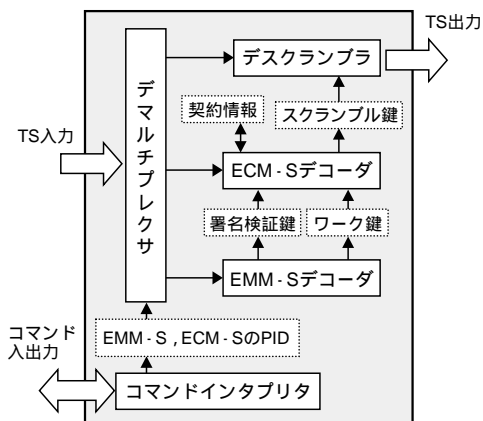 TS出力
デスクランブラ
デマルチプレクサ
契約情報
スクランブル鍵
TS入力
ECM-Sデコーダ
署名検証鍵
ワーク鍵
EMM-Sデコーダ
コマンド
入出力
EMM-S,ECM-SのPID
コマンドインタプリタ